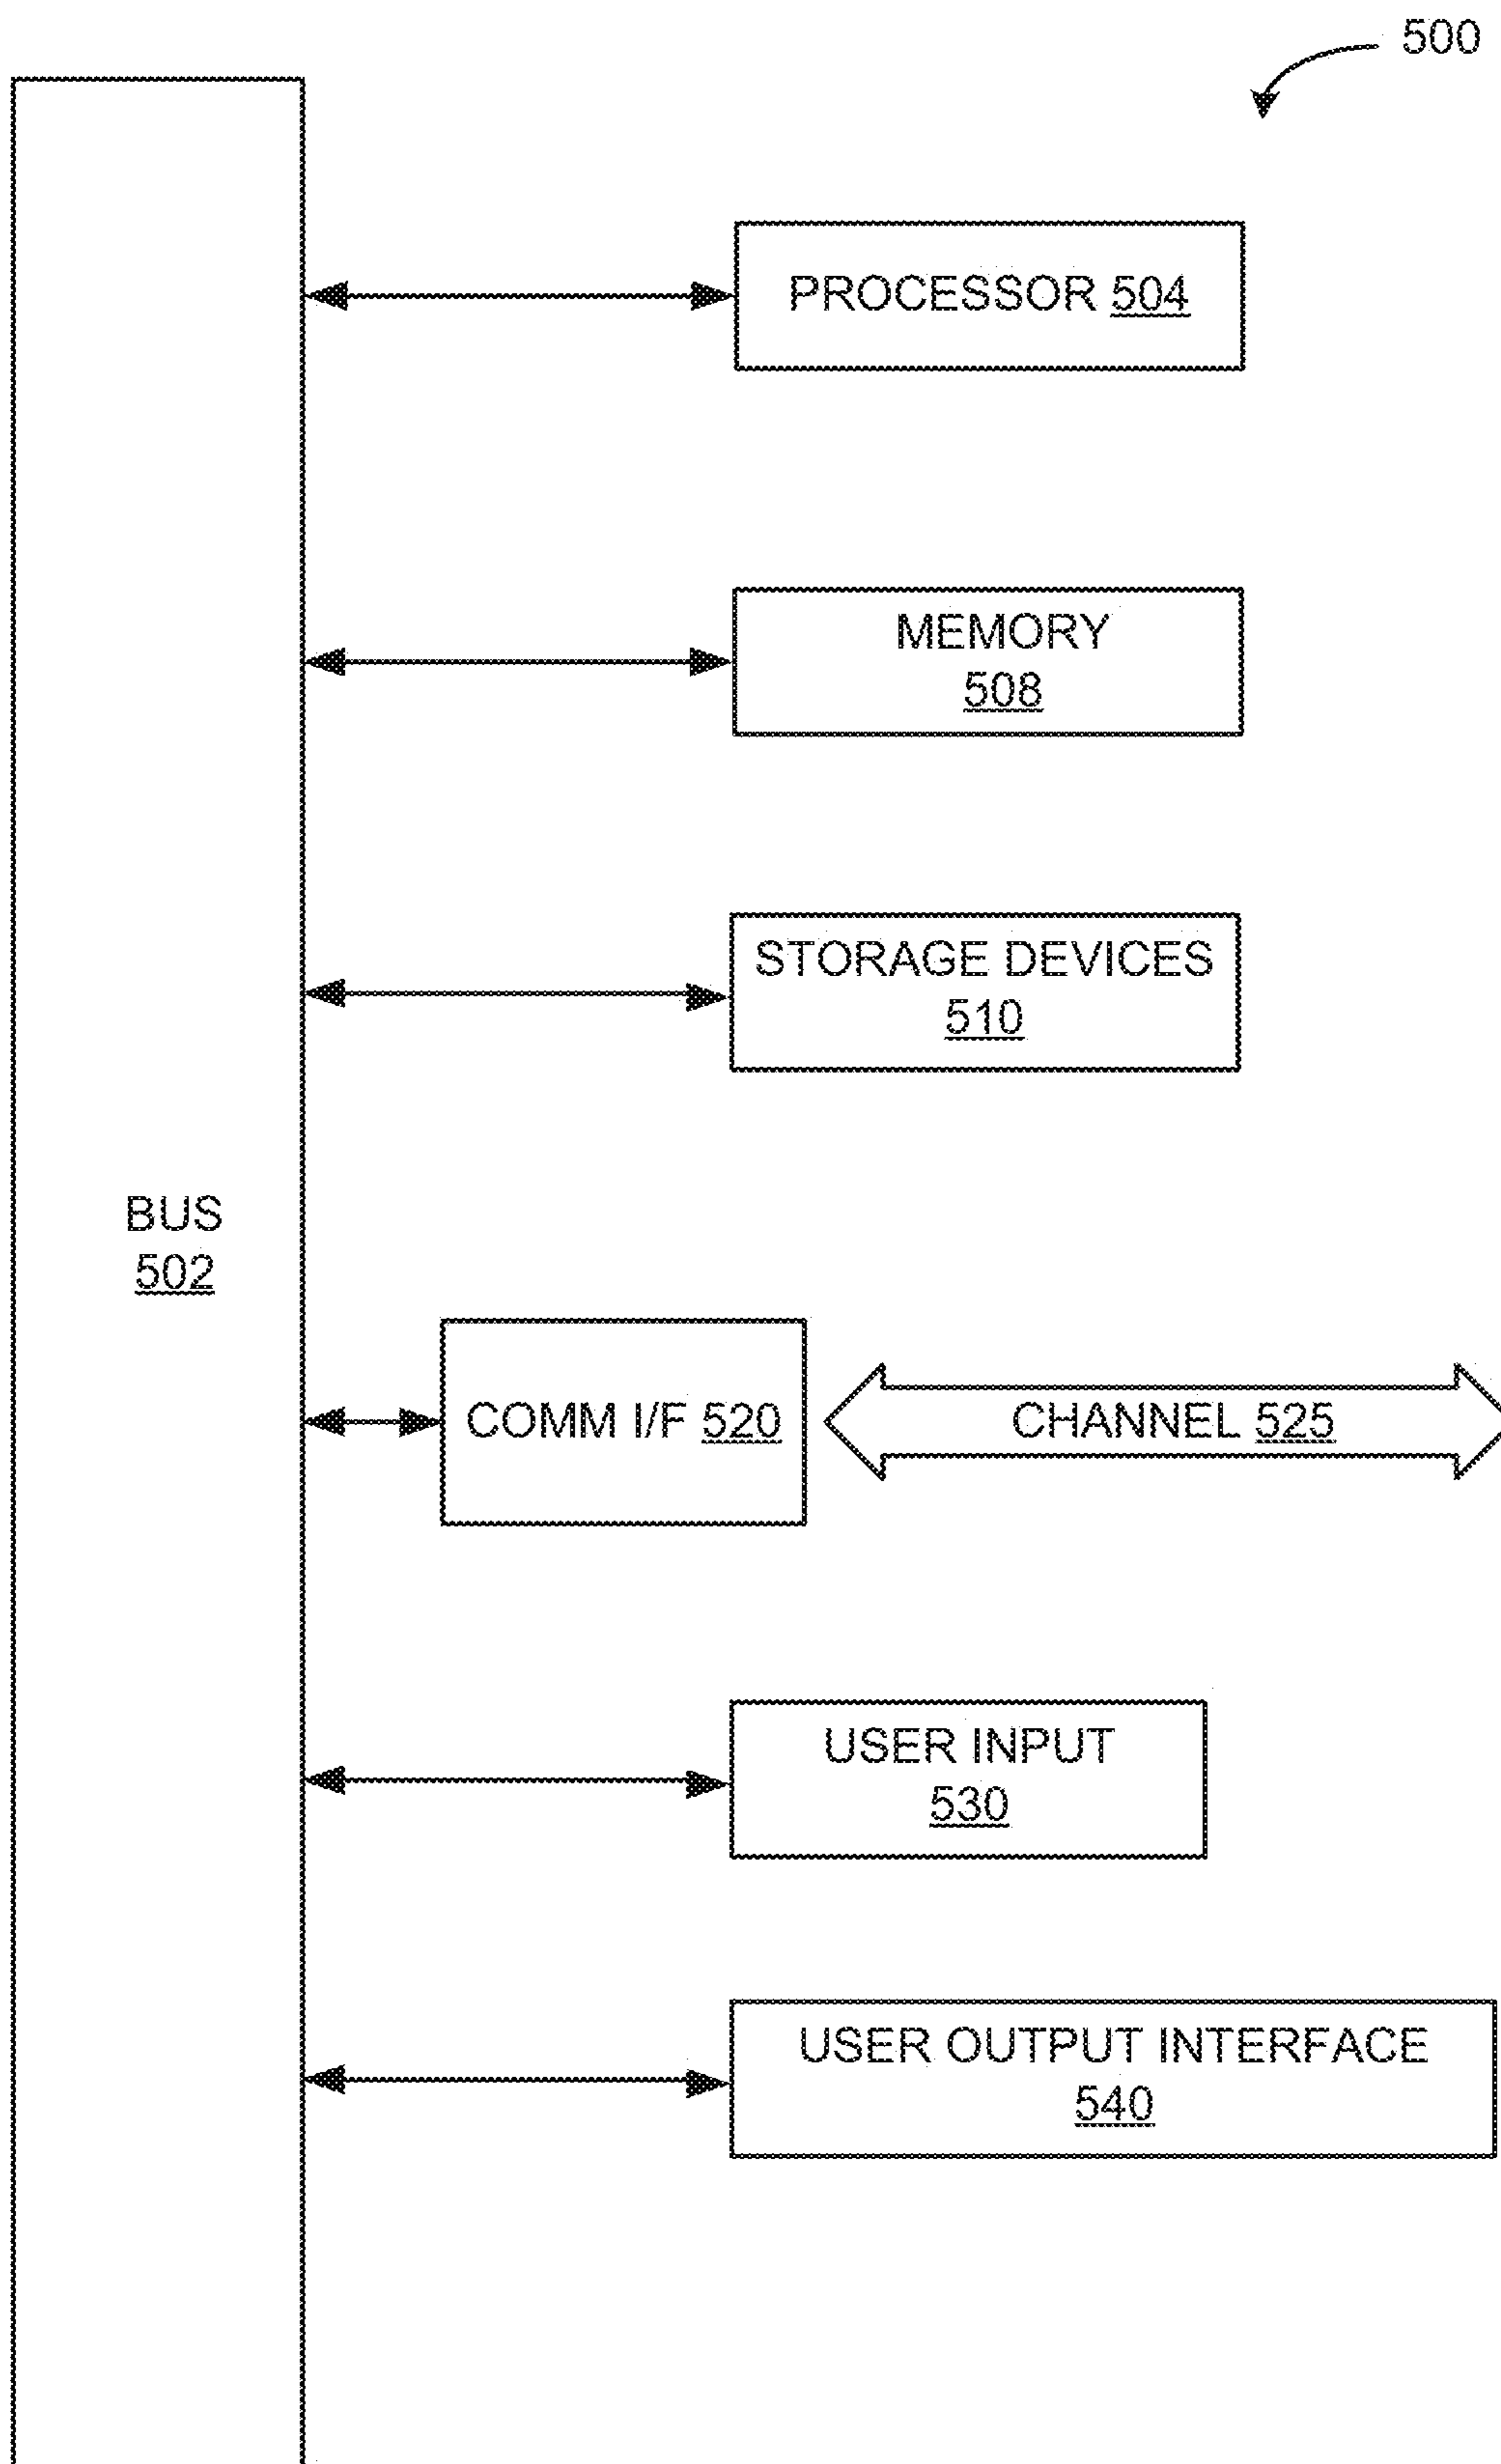 500
PROCESSOR 504
MEMORY
508
STORAGE DEVICES
510
BUS
502
COMM I/F 520
CHANNEL 525
USER INPUT
530
USER OUTPUT INTERFACE
540